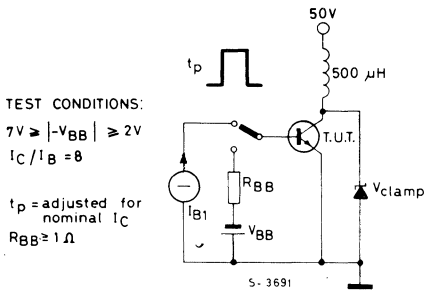 50V
tp
500 µH
TEST CONDITIONS:
7V ≥ |-VBB| ≥ 2V
IC/IB =8
tp = adjusted for
nominal IC
RBB ≥ 1 Ω
T.U.T.
RBB
IB1
VBB
Vclamp
S-3691